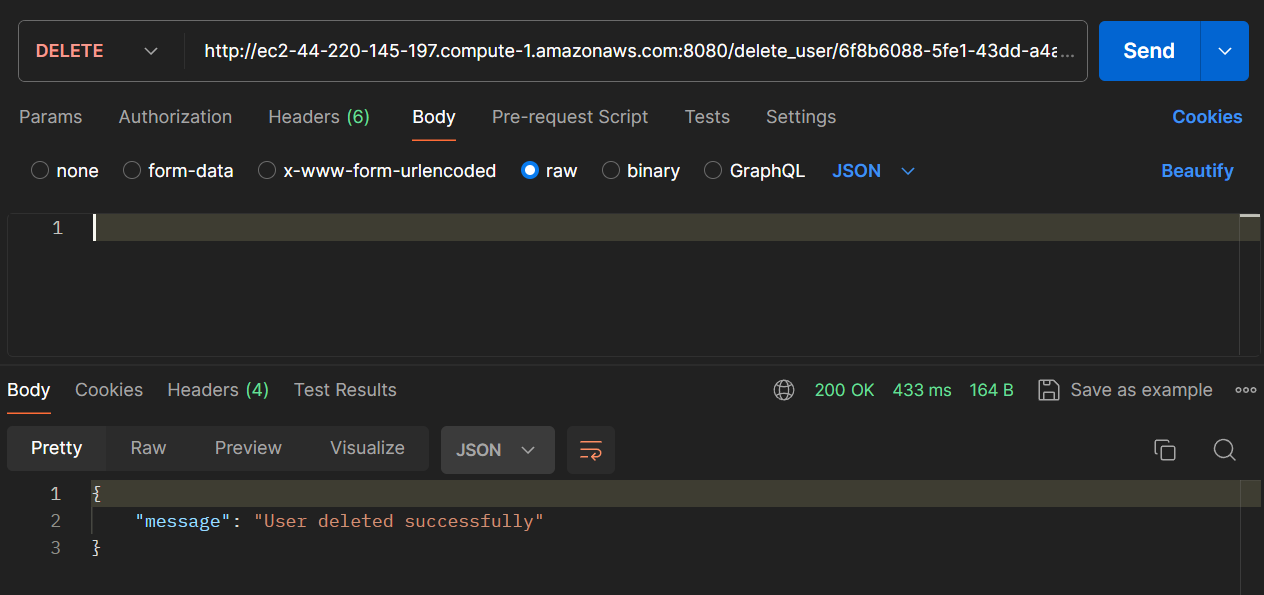 DELETE http://ec2-44-220-145-197.compute-1.amazonaws.com:8080/delete_user/6f8b6088-5fe1-43dd-a4a... Send
Params Authorization Headers (6) Body Pre-request Script Tests Settings Cookies
none form-data x-www-form-urlencoded raw binary GraphQL JSON Beautify
1
Body Cookies Headers (4) Test Results 200 OK 433 ms 164 B Save as example
Pretty Raw Preview Visualize JSON
1 {
2 "message": "User deleted successfully"
3 }